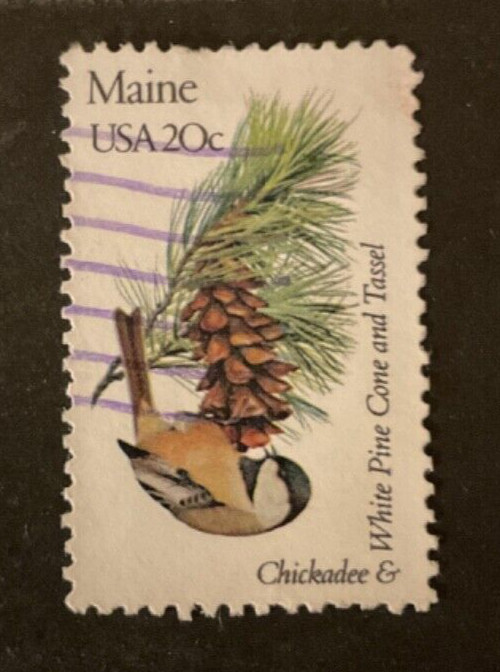 Maine
USA 20c
Chickadee &
White Pine Cone and Tassel